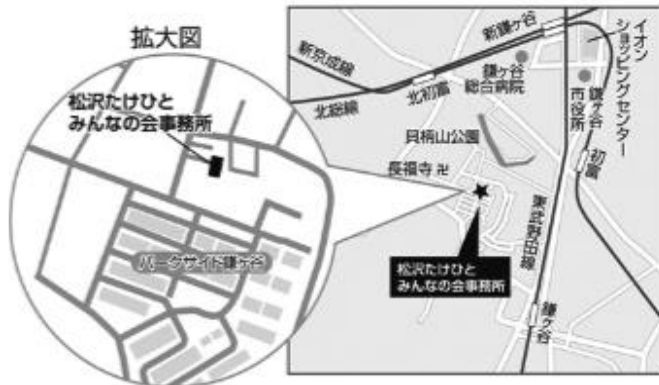 拡大図
松沢たけひと
みんなの会事務所
パークサイド鎌ヶ谷
新京成線
北総線
北初富
新鎌ヶ谷
鎌ヶ谷
総合病院
イオン
ショッピングセンター
市役所
鎌ヶ谷
初富
貝柄山公園
長福寺卍
松沢たけひと
みんなの会事務所
東武野田線
鎌ヶ谷